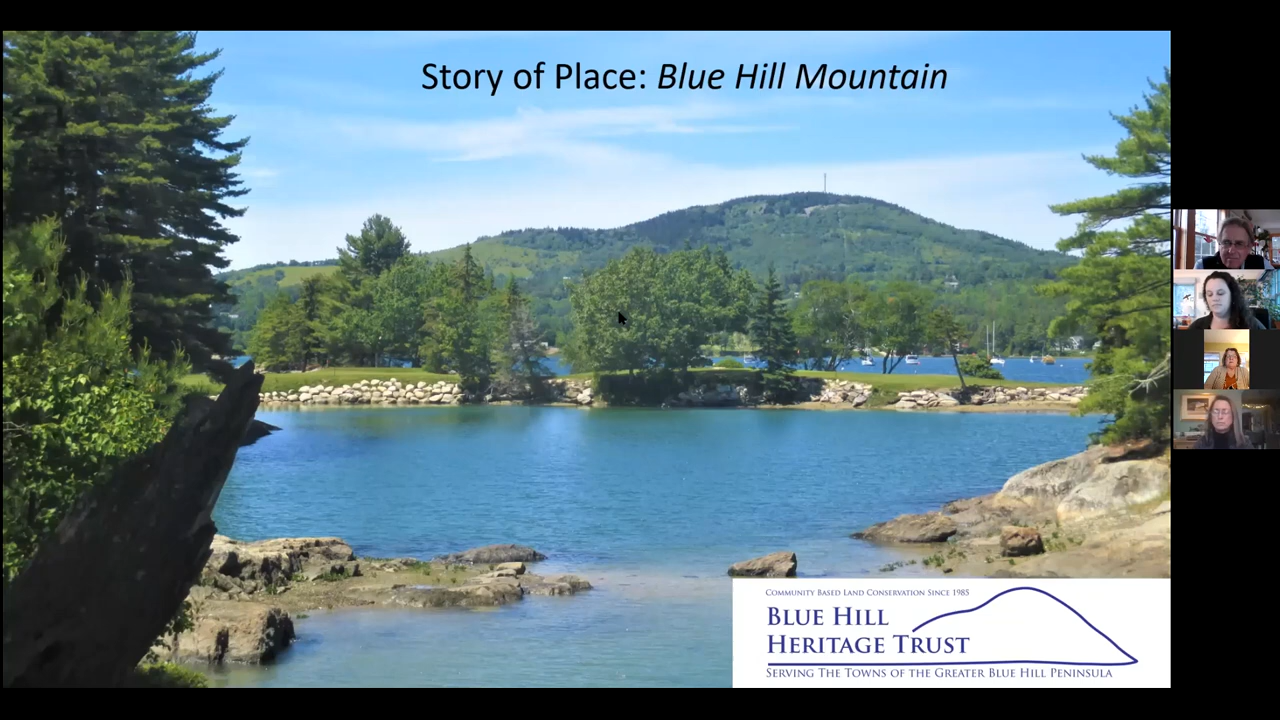 Story of Place: Blue Hill Mountain
Community Based Land Conservation Since 1985
Blue Hill
Heritage Trust
Serving The Towns of the Greater Blue Hill Peninsula